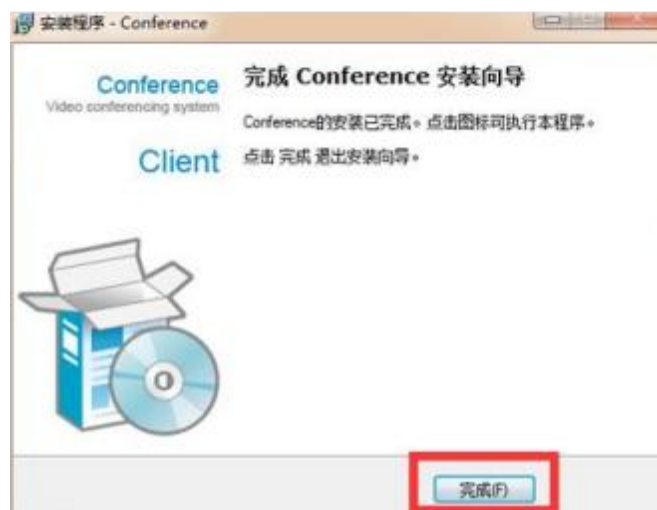 安装程序 - Conference
Conference
Video conferencing system
Client
完成 Conference 安装向导
Conference的安装已完成。点击图标可执行本程序。
点击 完成 退出安装向导。
完成(F)